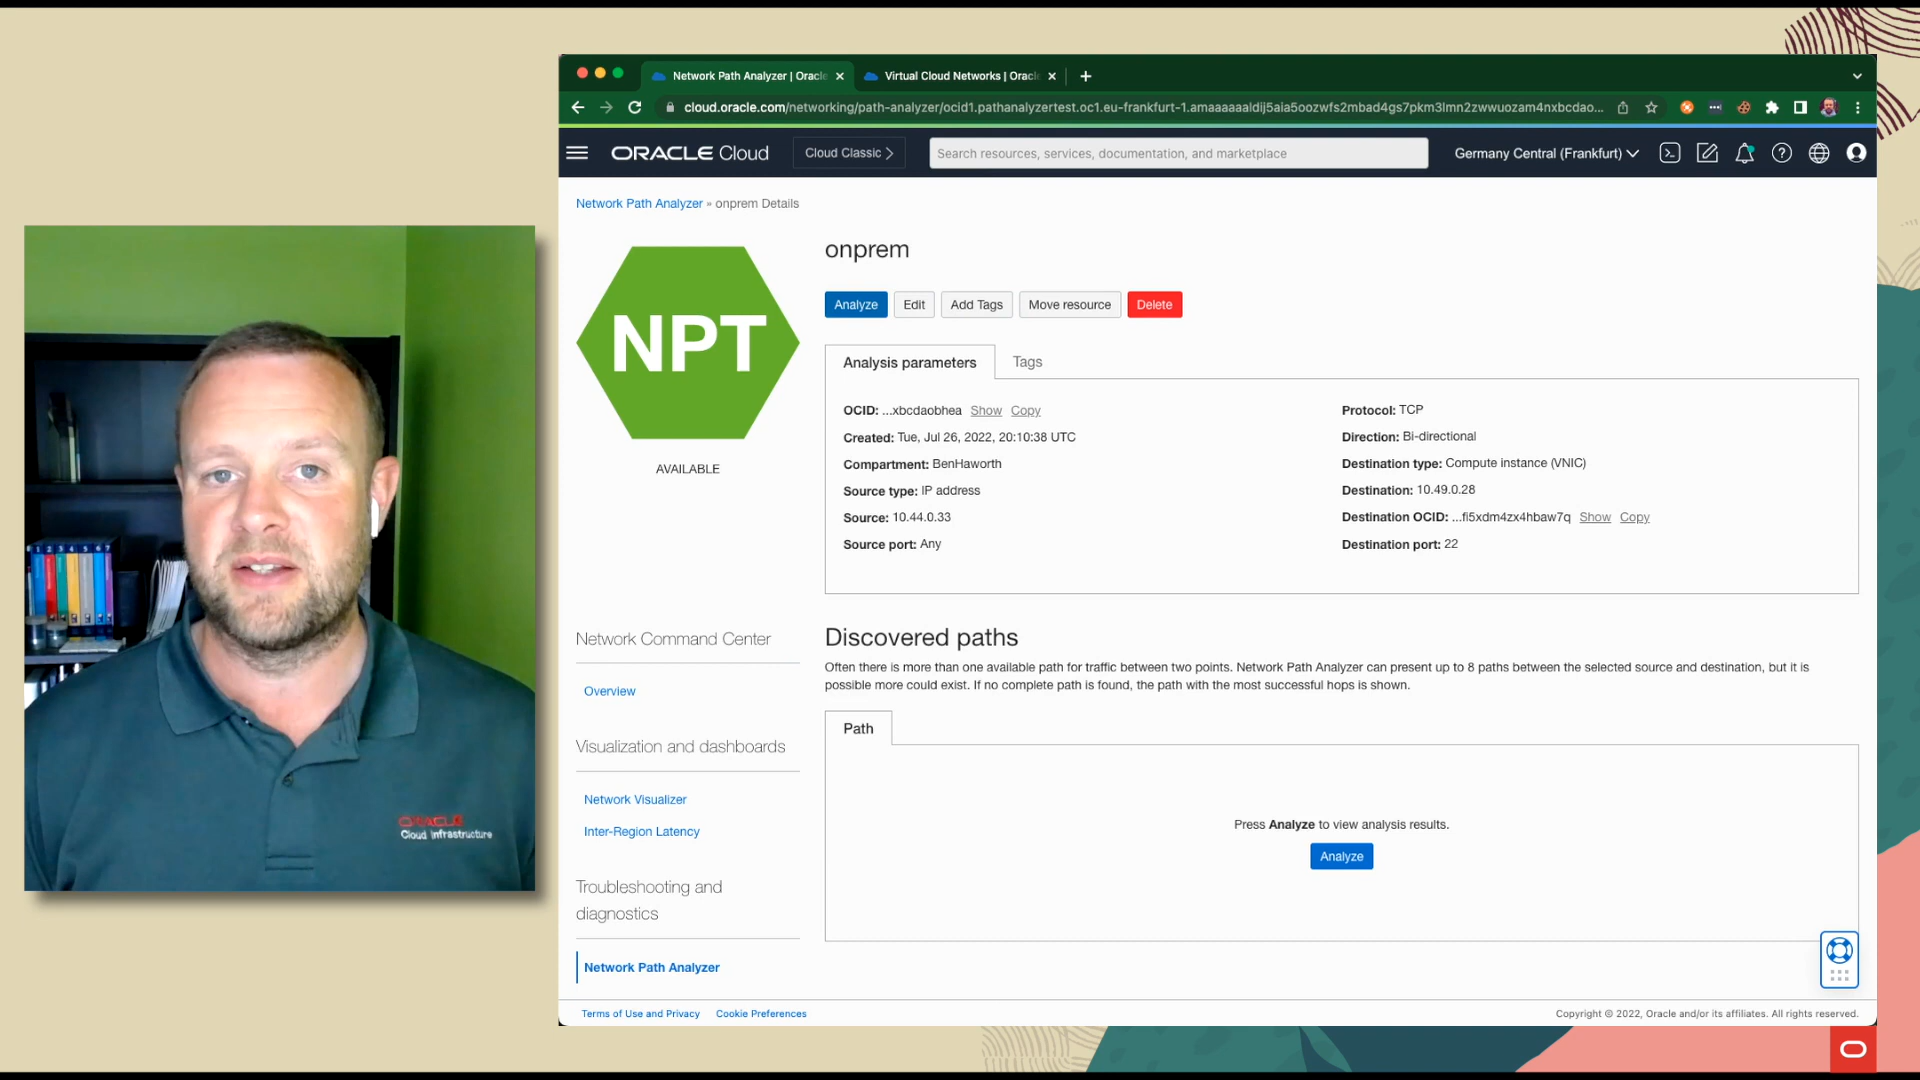 Network Path Analyzer | Oracle
Virtual Cloud Networks | Oracle
cloud.oracle.com/networking/path-analyzer/ocid1.pathanalyzertest.oc1.eu-frankfurt-1.amaaaaaaldij5aia5oozwfs2mbad4gs7pkm3lmn2zwwuozam4nxbcdao...
ORACLE Cloud
Cloud Classic
Search resources, services, documentation, and marketplace
Germany Central (Frankfurt)
Network Path Analyzer » onprem Details
NPT
AVAILABLE
onprem
Analyze
Edit
Add Tags
Move resource
Delete
Analysis parameters
Tags
OCID: ...xbcdaobhea Show Copy
Created: Tue, Jul 26, 2022, 20:10:38 UTC
Compartment: BenHaworth
Source type: IP address
Source: 10.44.0.33
Source port: Any
Protocol: TCP
Direction: Bi-directional
Destination type: Compute instance (VNIC)
Destination: 10.49.0.28
Destination OCID: ...fi5xdm4zx4hbaw7q Show Copy
Destination port: 22
Network Command Center
Overview
Visualization and dashboards
Network Visualizer
Inter-Region Latency
Troubleshooting and
diagnostics
Network Path Analyzer
Discovered paths
Often there is more than one available path for traffic between two points. Network Path Analyzer can present up to 8 paths between the selected source and destination, but it is
possible more could exist. If no complete path is found, the path with the most successful hops is shown.
Path
Press Analyze to view analysis results.
Analyze
Terms of Use and Privacy
Cookie Preferences
Copyright © 2022, Oracle and/or its affiliates. All rights reserved.
ORACLE
Cloud Infrastructure